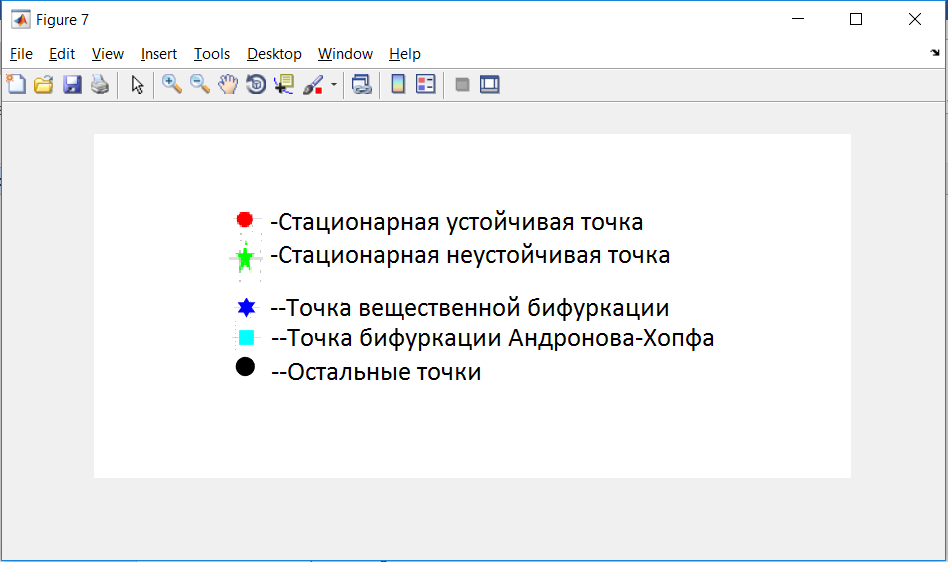 Figure 7
File Edit View Insert Tools Desktop Window Help
-Стационарная устойчивая точка
-Стационарная неустойчивая точка
--Точка вещественной бифуркации
--Точка бифуркации Андронова-Хопфа
--Остальные точки